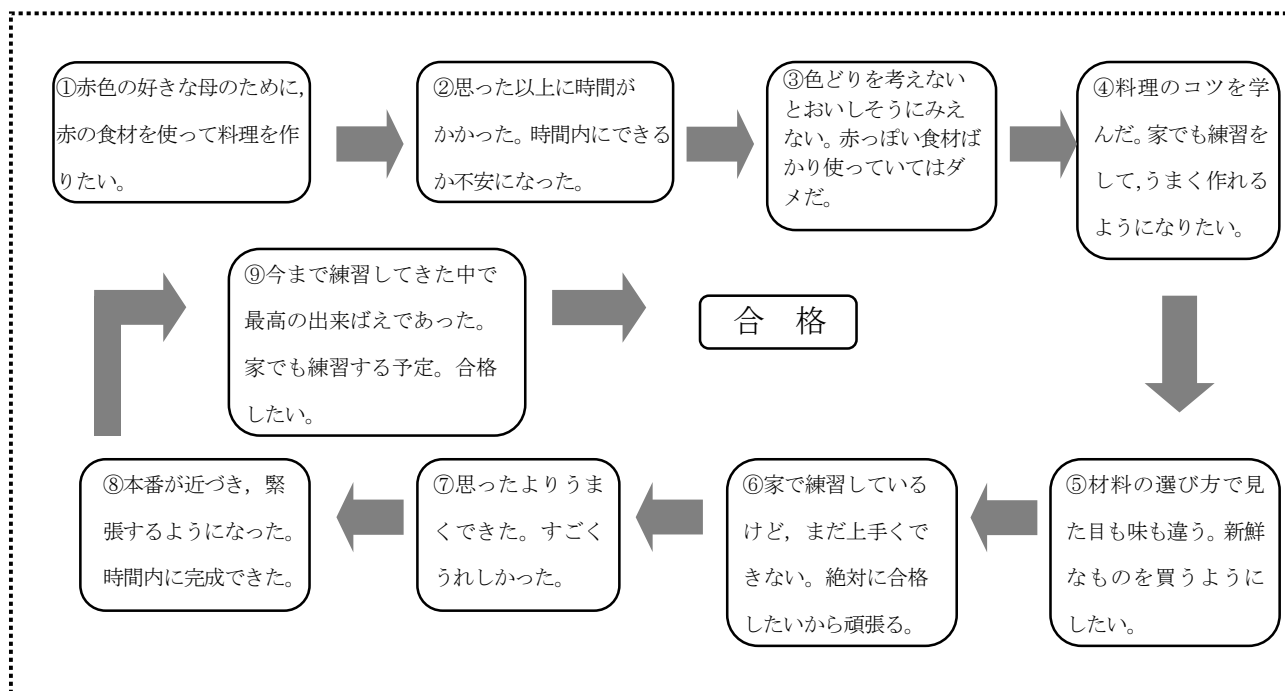 ①赤色の好きな母のために,
赤の食材を使って料理を作
りたい。
②思った以上に時間が
かかった。時間内にできる
か不安になった。
③色どりを考えない
とおいしそうにみえ
ない。赤っぽい食材ば
かり使っていてはダ
メだ。
④料理のコツを学
んだ。家でも練習を
して,うまく作れる
ようになりたい。
⑤材料の選び方で見
た目も味も違う。新鮮
なものを買うように
したい。
⑥家で練習している
けど，まだ上手くで
きない。絶対に合格
したいから頑張る。
⑦思ったよりうま
くできた。すごく
うれしかった。
⑧本番が近づき，緊
張するようになった。
時間内に完成できた。
⑨今まで練習してきた中で
最高の出来ばえであった。
家でも練習する予定。合格
したい。
合　格